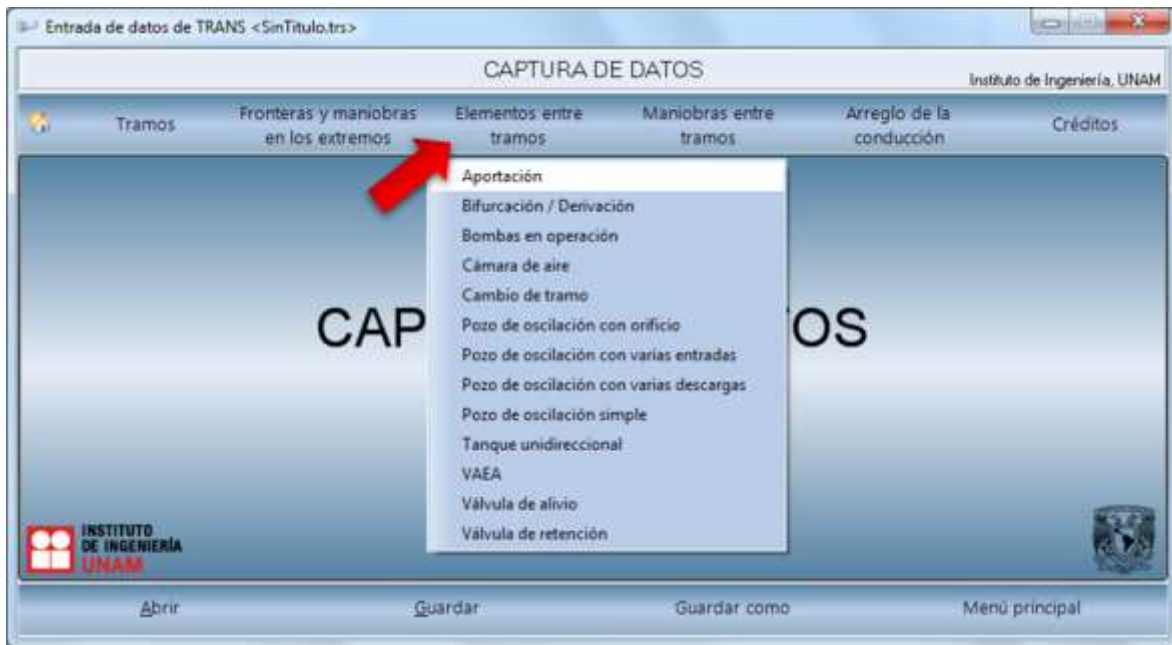 Entrada de datos de TRANS <SinTitulo.trs>
CAPTURA DE DATOS
Instituto de Ingeniería, UNAM
Tramos
Fronteras y maniobras
en los extremos
Elementos entre
tramos
Maniobras entre
tramos
Arreglo de la
conducción
Créditos
Aportación
Bifurcación / Derivación
Bombas en operación
Cámara de aire
Cambio de tramo
Pozo de oscilación con orificio
Pozo de oscilación con varias entradas
Pozo de oscilación con varias descargas
Pozo de oscilación simple
Tanque unidireccional
VAEA
Válvula de alivio
Válvula de retención
CAP OS
INSTITUTO
DE INGENIERÍA
UNAM
Abrir
Guardar
Guardar como
Menú principal